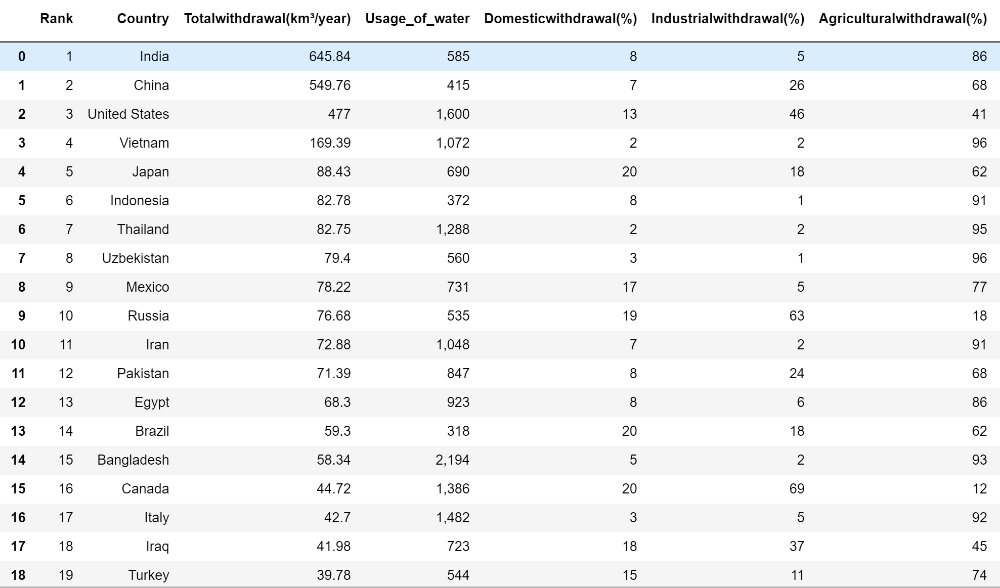 Rank Country Totalwithdrawal(km³/year) Usage_of_water Domesticwithdrawal(%) Industrialwithdrawal(%) Agriculturalwithdrawal(%)
0 1 India 645.84 585 8 5 86
1 2 China 549.76 415 7 26 68
2 3 United States 477 1,600 13 46 41
3 4 Vietnam 169.39 1,072 2 2 96
4 5 Japan 88.43 690 20 18 62
5 6 Indonesia 82.78 372 8 1 91
6 7 Thailand 82.75 1,288 2 2 95
7 8 Uzbekistan 79.4 560 3 1 96
8 9 Mexico 78.22 731 17 5 77
9 10 Russia 76.68 535 19 63 18
10 11 Iran 72.88 1,048 7 2 91
11 12 Pakistan 71.39 847 8 24 68
12 13 Egypt 68.3 923 8 6 86
13 14 Brazil 59.3 318 20 18 62
14 15 Bangladesh 58.34 2,194 5 2 93
15 16 Canada 44.72 1,386 20 69 12
16 17 Italy 42.7 1,482 3 5 92
17 18 Iraq 41.98 723 18 37 45
18 19 Turkey 39.78 544 15 11 74